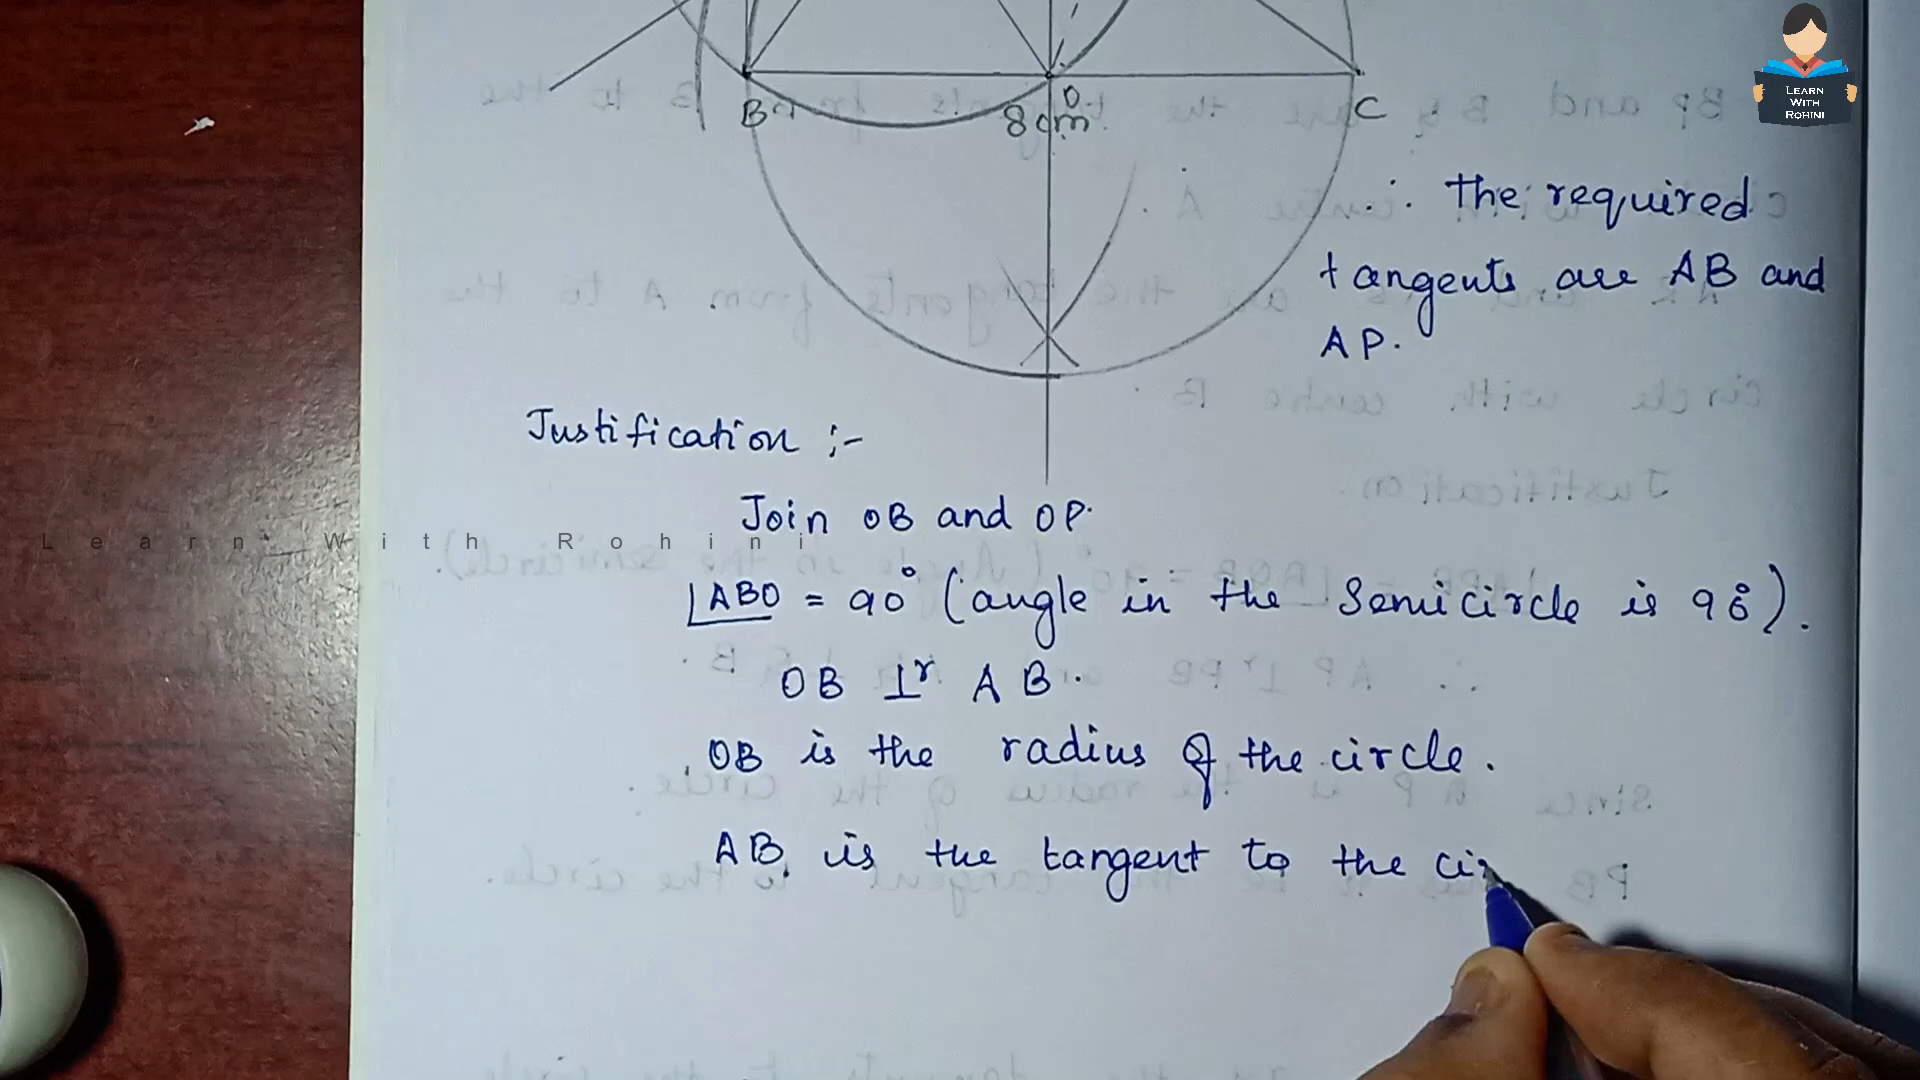 LEARN
WITH
ROHINI
B
O
8 cm
C
∴ The required
tangents are AB and
AP.
Justification :-
Join OB and OP.
Learn With Rohini
∠ABO = 90° (angle in the Semicircle is 90°).
OB ⊥r AB.
OB is the radius of the circle.
AB is the tangent to the cir